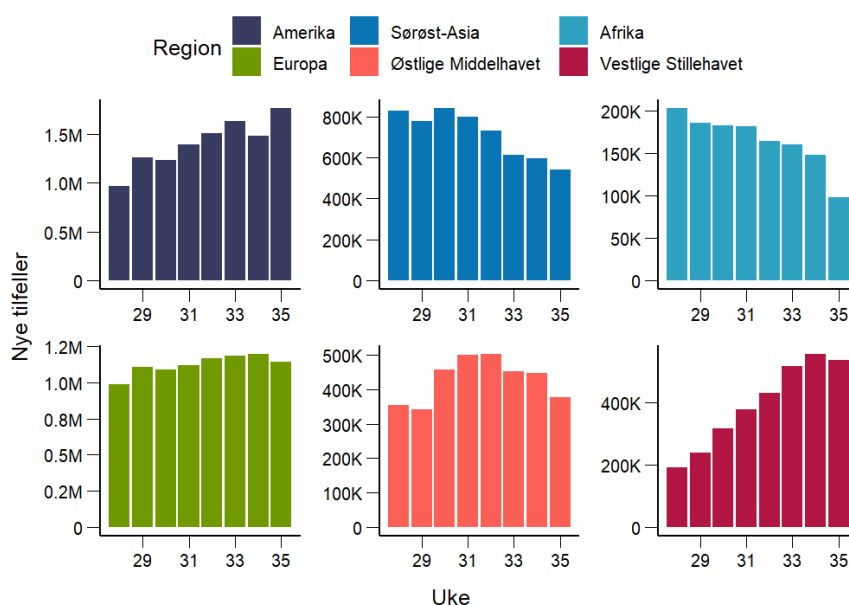 Region
Amerika
Sørøst-Asia
Afrika
Europa
Østlige Middelhavet
Vestlige Stillehavet
Nye tilfeller
1.5M
1.0M
0.5M
0
29 31 33 35
800K
600K
400K
200K
0
29 31 33 35
200K
150K
100K
50K
0
29 31 33 35
1.2M
1.0M
0.8M
0.5M
0.2M
0
29 31 33 35
500K
400K
300K
200K
100K
0
29 31 33 35
400K
200K
0
29 31 33 35
Uke